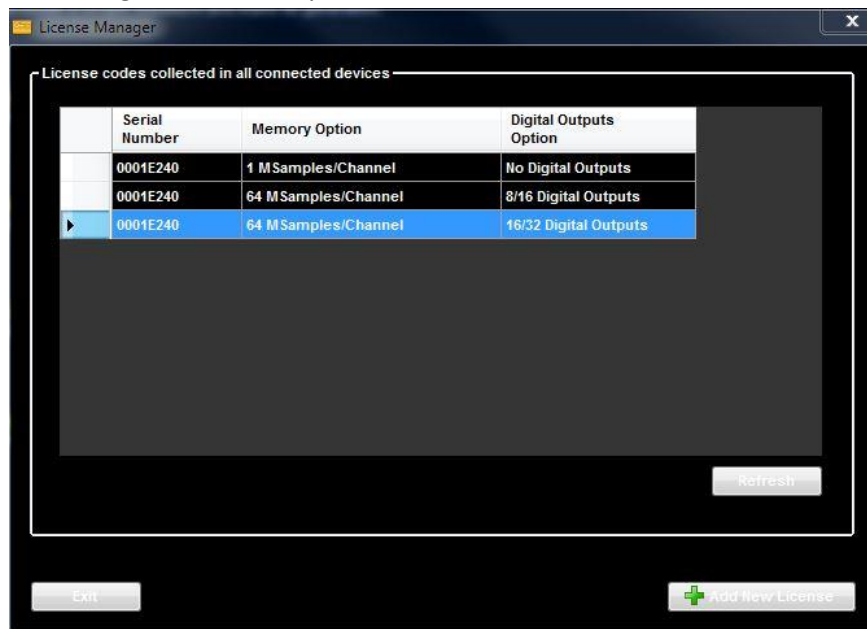 License Manager
X
License codes collected in all connected devices
Serial Number
Memory Option
Digital Outputs Option
0001E240 1 MSamples/Channel No Digital Outputs
0001E240 64 MSamples/Channel 8/16 Digital Outputs
0001E240 64 MSamples/Channel 16/32 Digital Outputs
Refresh
Exit
Add New License